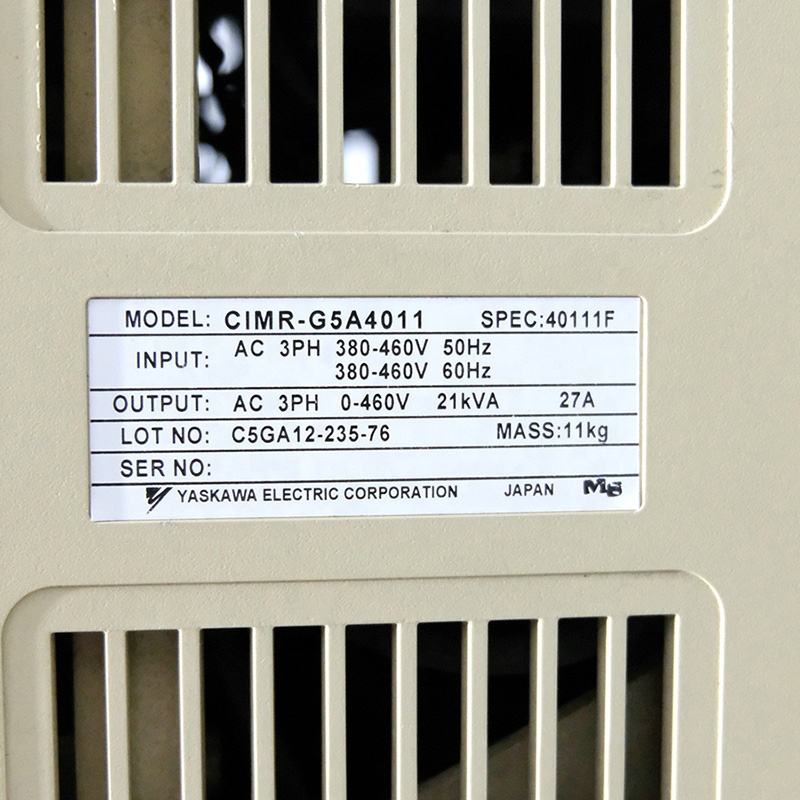 MODEL: CIMR-G5A4011 SPEC:40111F
INPUT: AC 3PH 380-460V 50Hz
380-460V 60Hz
OUTPUT: AC 3PH 0-460V 21kVA 27A
LOT NO: C5GA12-235-76 MASS:11kg
SER NO:
YASKAWA ELECTRIC CORPORATION JAPAN